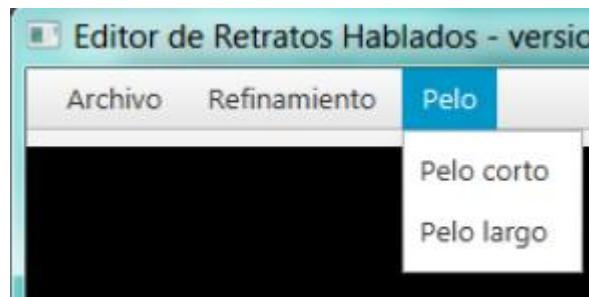 Editor de Retratos Hablados - versio
Archivo Refinamiento Pelo
Pelo corto
Pelo largo